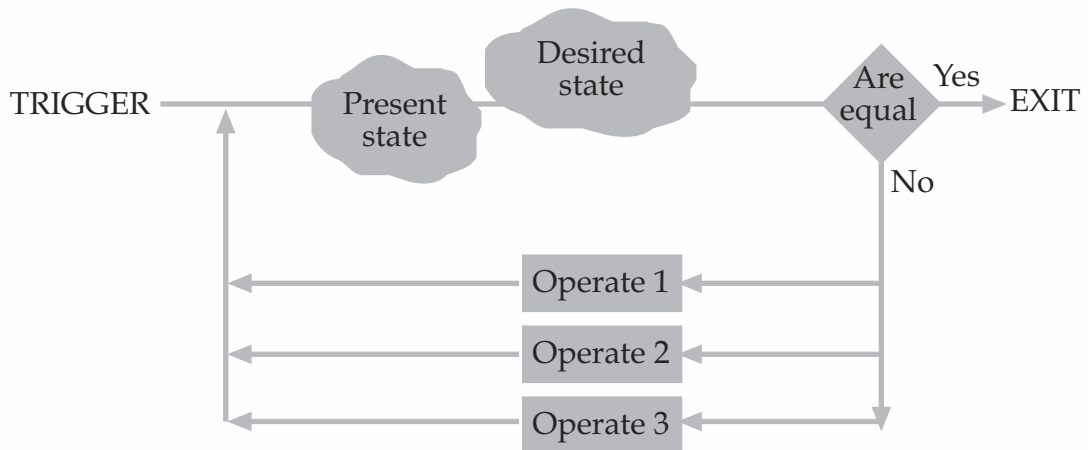 TRIGGER
Present
state
Desired
state
Are
equal
Yes
EXIT
No
Operate 1
Operate 2
Operate 3